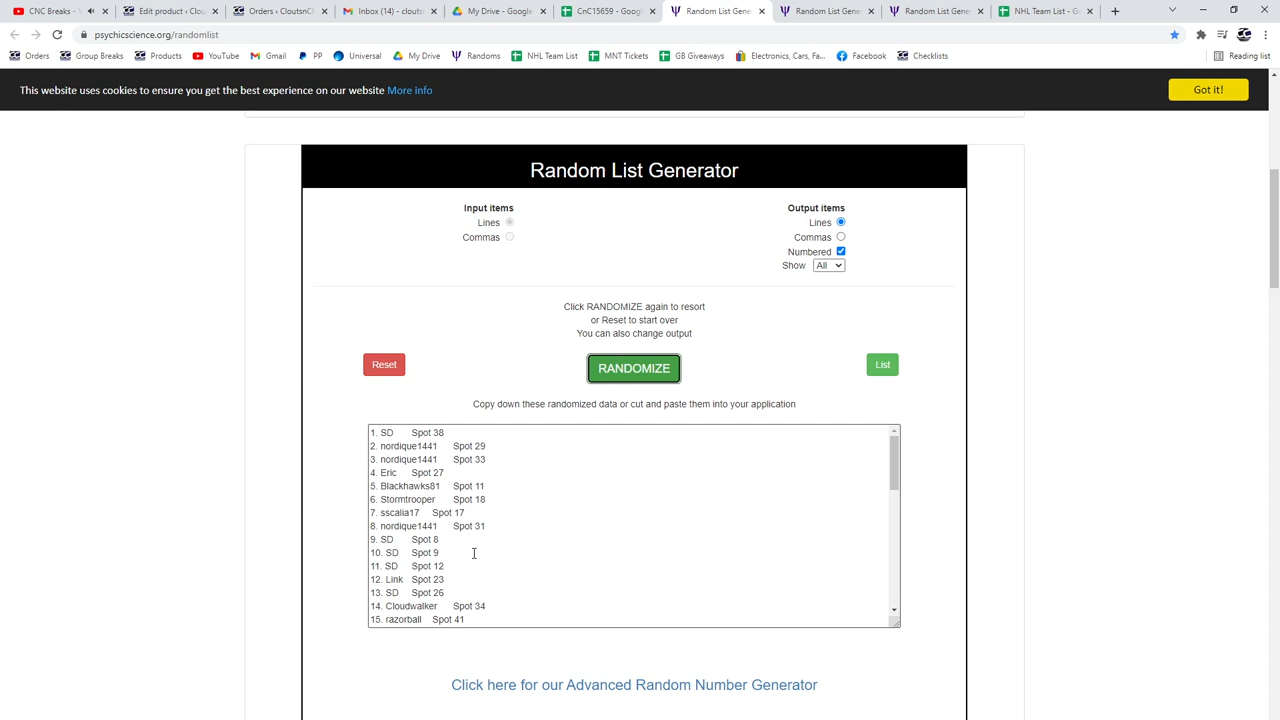 CNC Breaks -
Edit product • Clou
Orders • CloutsnCh
Inbox (14) - clouts
My Drive - Google
CnC15659 - Googl
Random List Gene
Random List Gene
Random List Gene
NHL Team List - G
psychicscience.org/randomlist
Orders
Group Breaks
Products
YouTube
Gmail
PP
Universal
My Drive
Randoms
NHL Team List
MNT Tickets
GB Giveaways
Electronics, Cars, Fa...
Facebook
Checklists
Reading list
This website uses cookies to ensure you get the best experience on our website More info
Got it!
Random List Generator
Input items
Lines
Commas
Output items
Lines
Commas
Numbered
Show All
Click RANDOMIZE again to resort
or Reset to start over
You can also change output
Reset
RANDOMIZE
List
Copy down these randomized data or cut and paste them into your application
1. SD Spot 38
2. nordique1441 Spot 29
3. nordique1441 Spot 33
4. Eric Spot 27
5. Blackhawks81 Spot 11
6. Stormtrooper Spot 18
7. sscalia17 Spot 17
8. nordique1441 Spot 31
9. SD Spot 8
10. SD Spot 9
11. SD Spot 12
12. Link Spot 23
13. SD Spot 26
14. Cloudwalker Spot 34
15. razorball Spot 41
Click here for our Advanced Random Number Generator